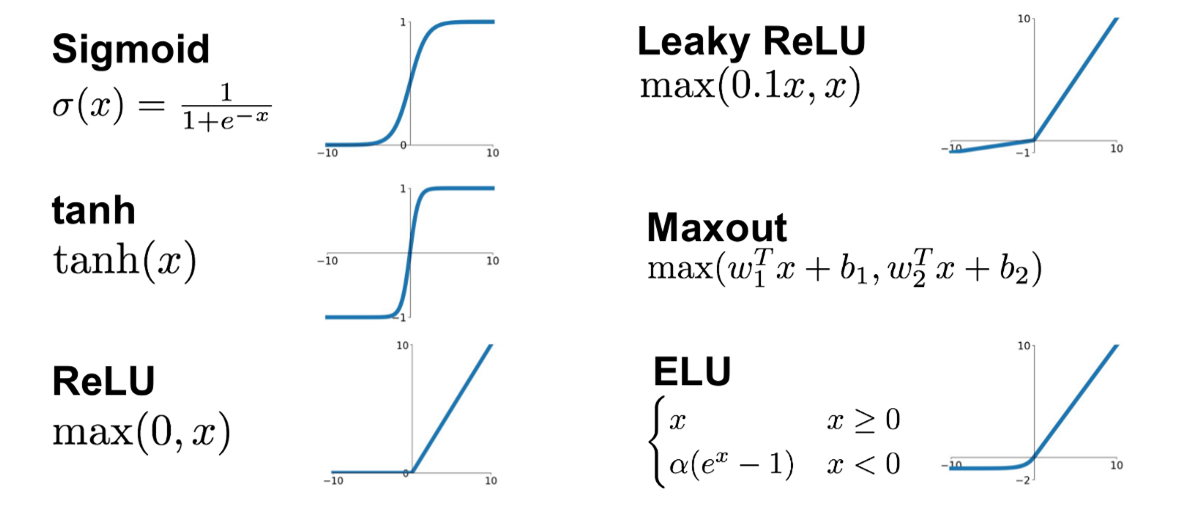 Sigmoid
σ(x) = 1/(1+e^{-x})
1
0
-10
10
tanh
tanh(x)
1
-10
10
-1
ReLU
max(0, x)
10
0
-10
10
Leaky ReLU
max(0.1x, x)
10
-10
-1
10
Maxout
max(w_1^T x + b_1, w_2^T x + b_2)
ELU
{ x x ≥ 0
α(e^x − 1) x < 0
10
-10
10
-2